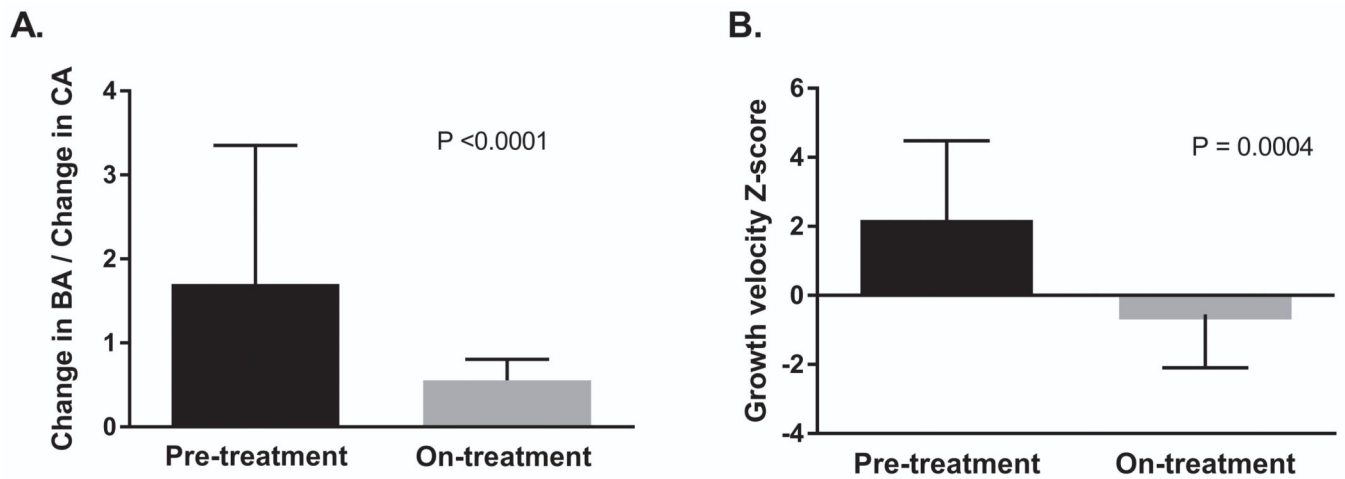 A.
Change in BA / Change in CA
4
3
2
1
0
P <0.0001
Pre-treatment
On-treatment
B.
Growth velocity Z-score
6
4
2
0
-2
-4
P = 0.0004
Pre-treatment
On-treatment